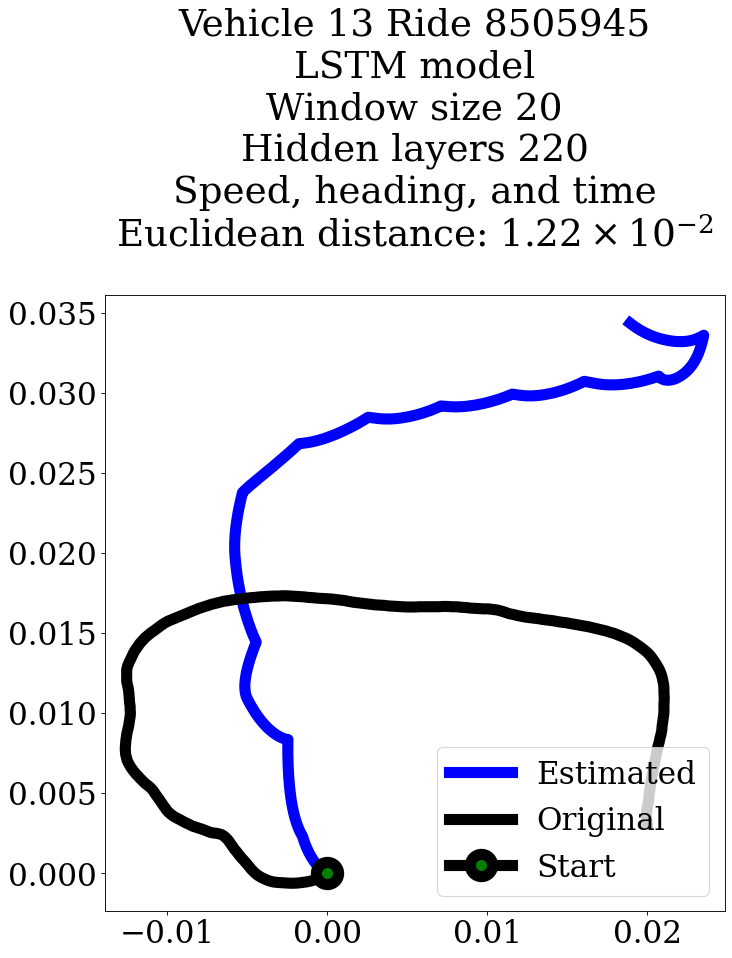 Vehicle 13 Ride 8505945
LSTM model
Window size 20
Hidden layers 220
Speed, heading, and time
Euclidean distance: 1.22 × 10⁻²
0.035
0.030
0.025
0.020
0.015
0.010
0.005
0.000
Estimated
Original
Start
−0.01 0.00 0.01 0.02